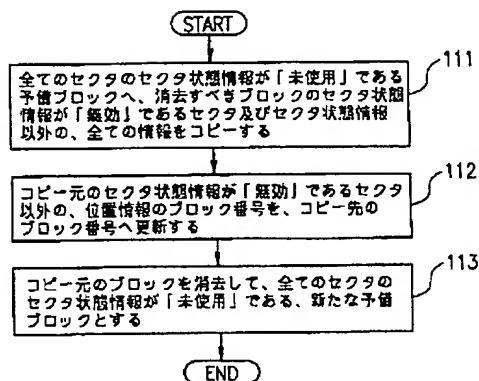 START
全てのセクタのセクタ状態情報が「未使用」である
予備ブロックへ、消去すべきブロックのセクタ状態
情報が「無効」であるセクタ及びセクタ状態情報
以外の、全ての情報をコピーする
111
コピー元のセクタ状態情報が「無効」であるセクタ
以外の、位置情報のブロック番号を、コピー先の
ブロック番号へ更新する
112
コピー元のブロックを消去して、全てのセクタの
セクタ状態情報が「未使用」である、新たな予備
ブロックとする
113
END